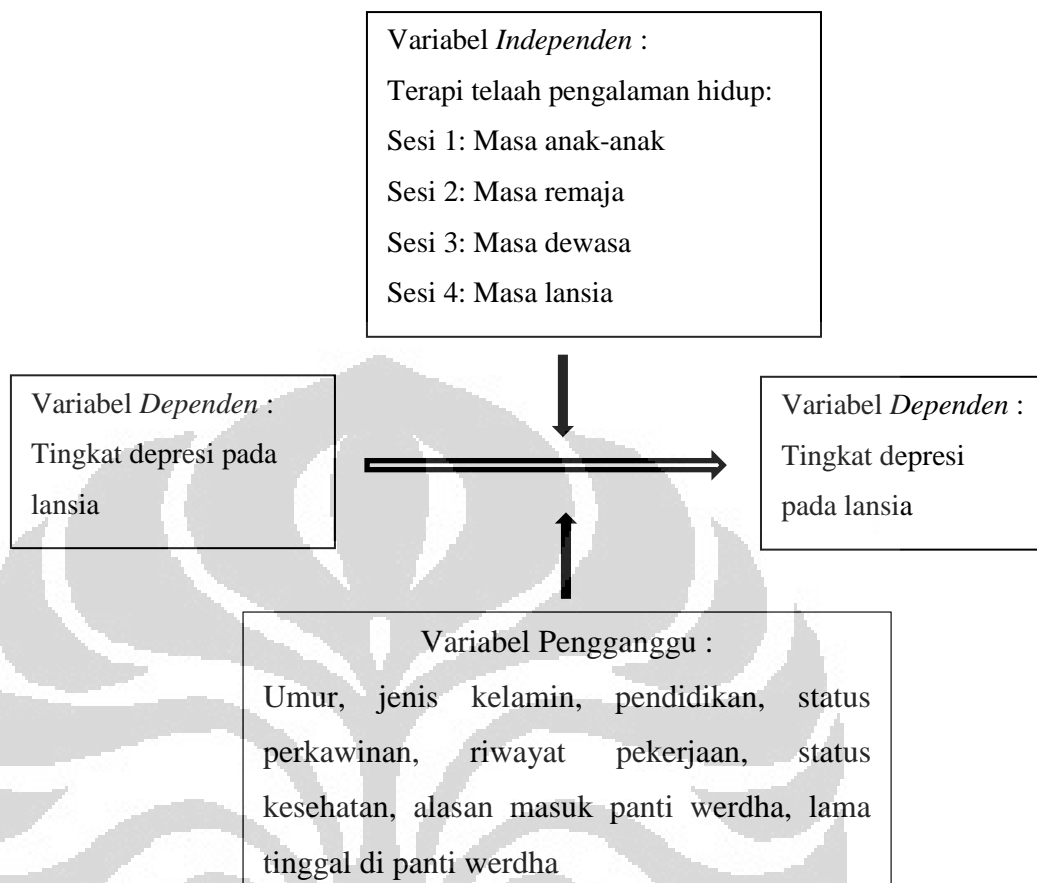 Variabel Independen :
Terapi telaah pengalaman hidup:
Sesi 1: Masa anak-anak
Sesi 2: Masa remaja
Sesi 3: Masa dewasa
Sesi 4: Masa lansia
Variabel Dependen :
Tingkat depresi pada
lansia
Variabel Dependen :
Tingkat depresi
pada lansia
Variabel Pengganggu :
Umur, jenis kelamin, pendidikan, status
perkawinan, riwayat pekerjaan, status
kesehatan, alasan masuk panti werdha, lama
tinggal di panti werdha